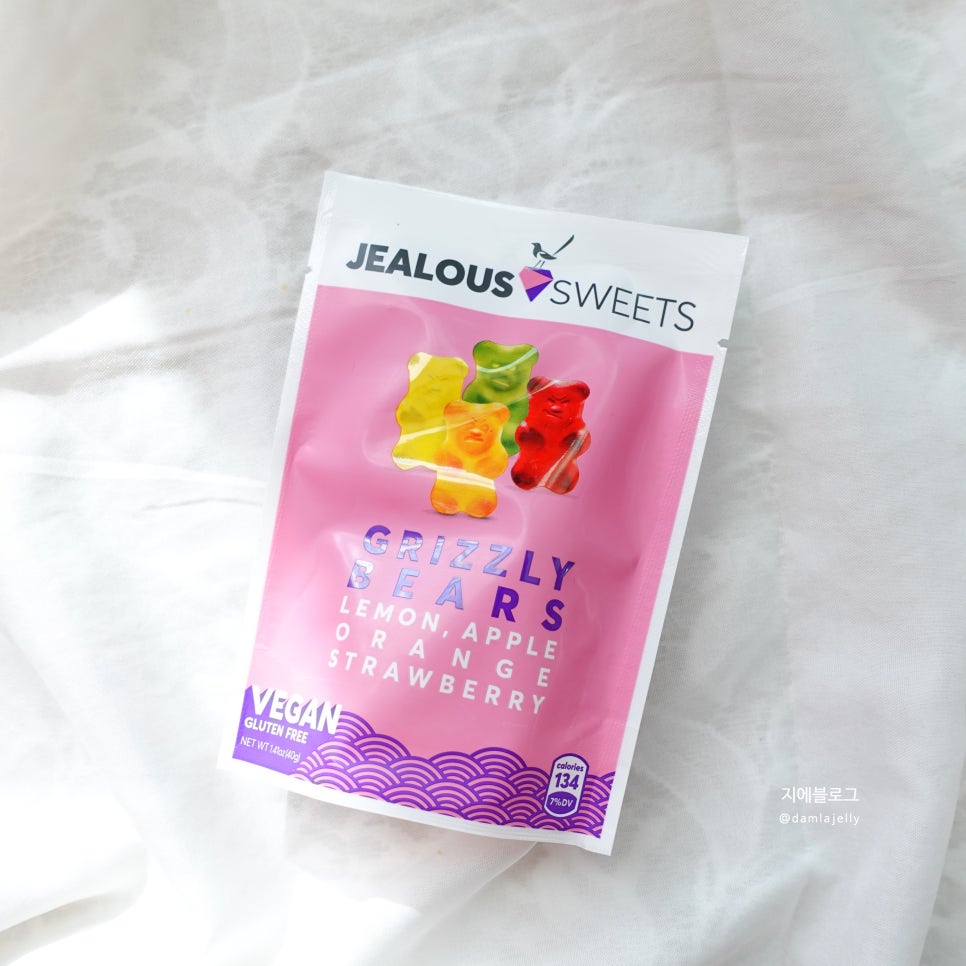 JEALOUS SWEETS
GRIZZLY
BEARS
LEMON, APPLE
ORANGE
STRAWBERRY
VEGAN
GLUTEN FREE
NET WT 1.41oz(40g)
calories
134
7%DV
지에블로그
@damlajelly